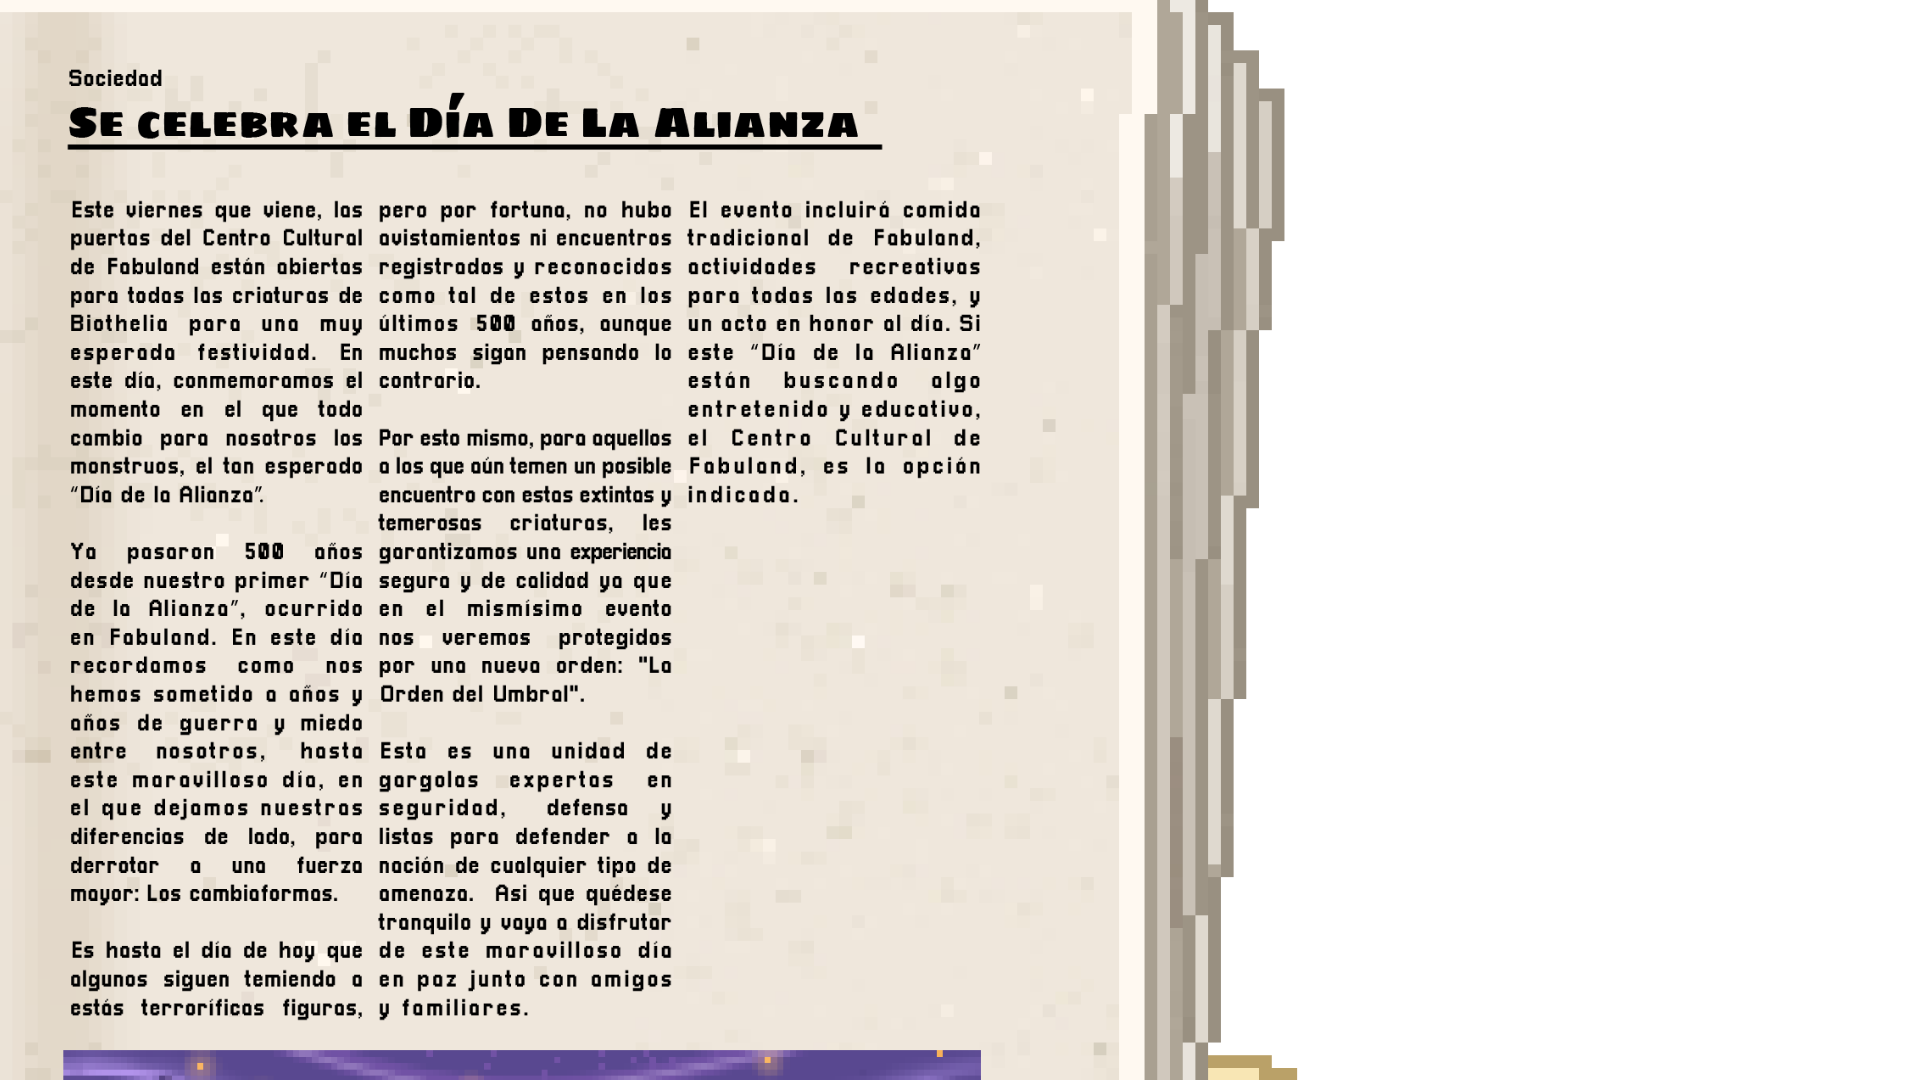 Sociedad
Se celebra el Día De La Alianza
Este viernes que viene, las
puertas del Centro Cultural
de Fabuland están abiertas
para todas las criaturas de
Biothelia para una muy
esperada festividad. En
este día, conmemoramos el
momento en el que todo
cambio para nosotros los
monstruos, el tan esperado
“Día de la Alianza”.
Ya pasaron 500 años
desde nuestro primer “Día
de la Alianza”, ocurrido
en Fabuland. En este día
recordamos como nos
hemos sometido a años y
años de guerra y miedo
entre nosotros, hasta
este maravilloso día, en
el que dejamos nuestras
diferencias de lado, para
derrotar a una fuerza
mayor: Los cambiaformas.
Es hasta el día de hoy que
algunos siguen temiendo a
estás terroríficas figuras,
pero por fortuna, no hubo
avistamientos ni encuentros
registrados y reconocidos
como tal de estos en los
últimos 500 años, aunque
muchos sigan pensando lo
contrario.
Por esto mismo, para aquellos
a los que aún temen un posible
encuentro con estas extintas y
temerosas criaturas, les
garantizamos una experiencia
segura y de calidad ya que
en el mismísimo evento
nos veremos protegidos
por una nueva orden: "La
Orden del Umbral".
Esta es una unidad de
gargolas expertas en
seguridad, defensa y
listas para defender a la
nación de cualquier tipo de
amenaza. Asi que quédese
tranquilo y vaya a disfrutar
de este maravilloso día
en paz junto con amigos
y familiares.
El evento incluirá comida
tradicional de Fabuland,
actividades recreativas
para todas las edades, y
un acto en honor al día. Si
este “Día de la Alianza”
están buscando algo
entretenido y educativo,
el Centro Cultural de
Fabuland, es la opción
indicada.